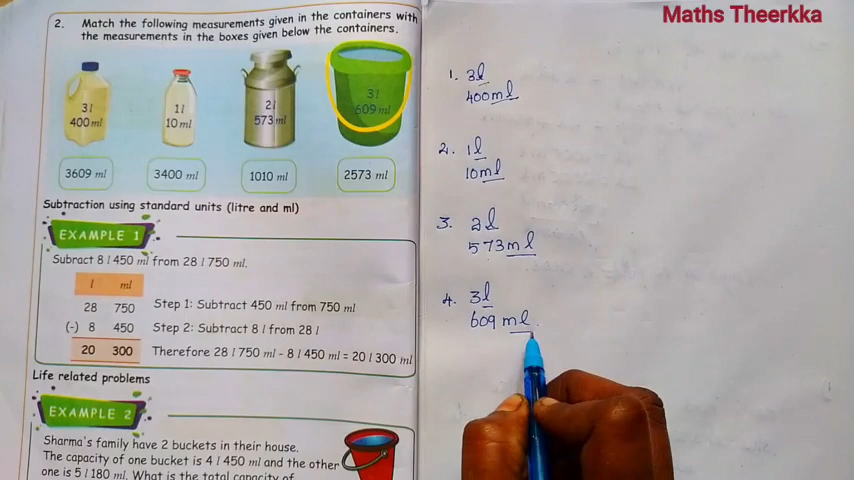 Maths Theerkka
2. Match the following measurements given in the containers with
the measurements in the boxes given below the containers.
3 l
400 ml
1 l
10 ml
2 l
573 ml
3 l
609 ml
3609 ml
3400 ml
1010 ml
2573 ml
Subtraction using standard units (litre and ml)
EXAMPLE 1
Subract 8 l 450 ml from 28 l 750 ml.
l ml
28 750
(-) 8 450
20 300
Step 1: Subtract 450 ml from 750 ml
Step 2: Subtract 8 l from 28 l
Therefore 28 l 750 ml - 8 l 450 ml = 20 l 300 ml
Life related problems
EXAMPLE 2
Sharma's family have 2 buckets in their house.
The capacity of one bucket is 4 l 450 ml and the other
one is 5 l 180 ml. What is the total capacity of
1. 3l
400 ml
2. 1l
10 ml
3. 2l
573 ml
4. 3l
609 ml